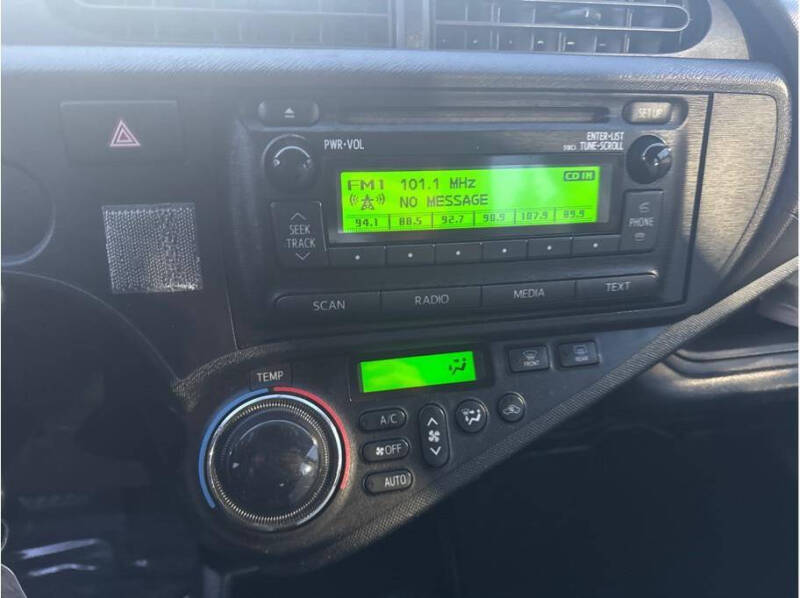 SET UP
PWR•VOL
ENTER•LIST
TUNE•SCROLL
FM1 101.1 MHz CD IN
NO MESSAGE
94.1 88.5 92.7 98.9 107.9 89.9
SEEK
TRACK
PHONE
SCAN RADIO MEDIA TEXT
TEMP
FRONT REAR
A/C
OFF
AUTO